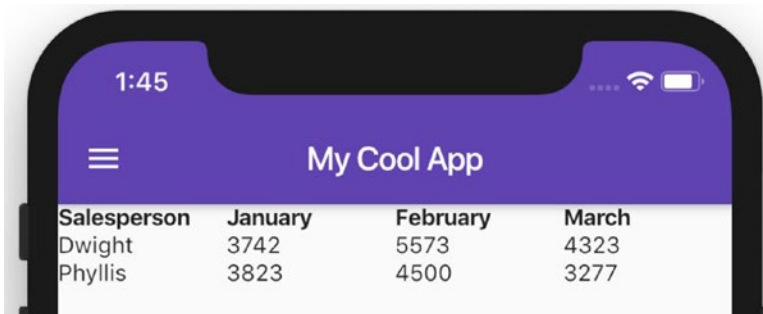 1:45
My Cool App
Salesperson January February March
Dwight 3742 5573 4323
Phyllis 3823 4500 3277